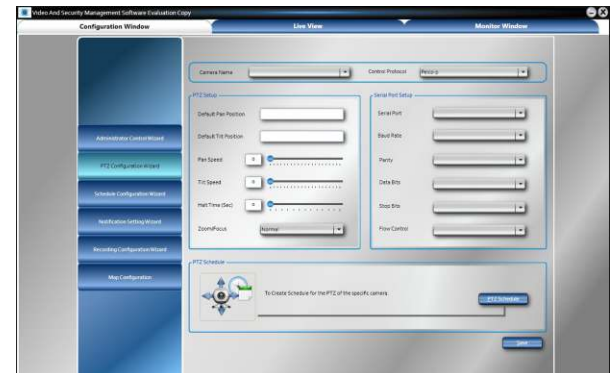 Video And Security Management Software Evaluation Copy
Configuration Window
Live View
Monitor Window
Camera Name
Control Protocol
Pelco-p
PTZ Setup
Serial Port Setup
Default Pan Position
Serial Port
Default Tilt Position
Baud Rate
Administrator Control Wizard
Pan Speed
0
Parity
PTZ Configuration Wizard
Tilt Speed
0
Data Bits
Schedule Configuration Wizard
Halt Time (Sec)
0
Stop Bits
Notification Setting Wizard
Zoom/Focus
Normal
Flow Control
Recording Configuration Wizard
PTZ Schedule
Map Configuration
To Create Schedule for the PTZ of the specific camera.
PTZ Schedule
Save